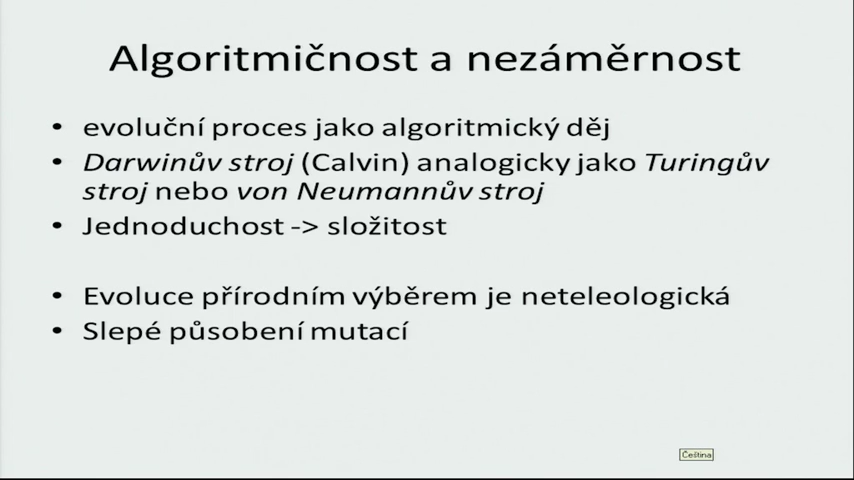 Algoritmičnost a nezáměrnost
• evoluční proces jako algoritmický děj
• Darwinův stroj (Calvin) analogicky jako Turingův
stroj nebo von Neumannův stroj
• Jednoduchost -> složitost
• Evoluce přírodním výběrem je neteleologická
• Slepé působení mutací
Čeština